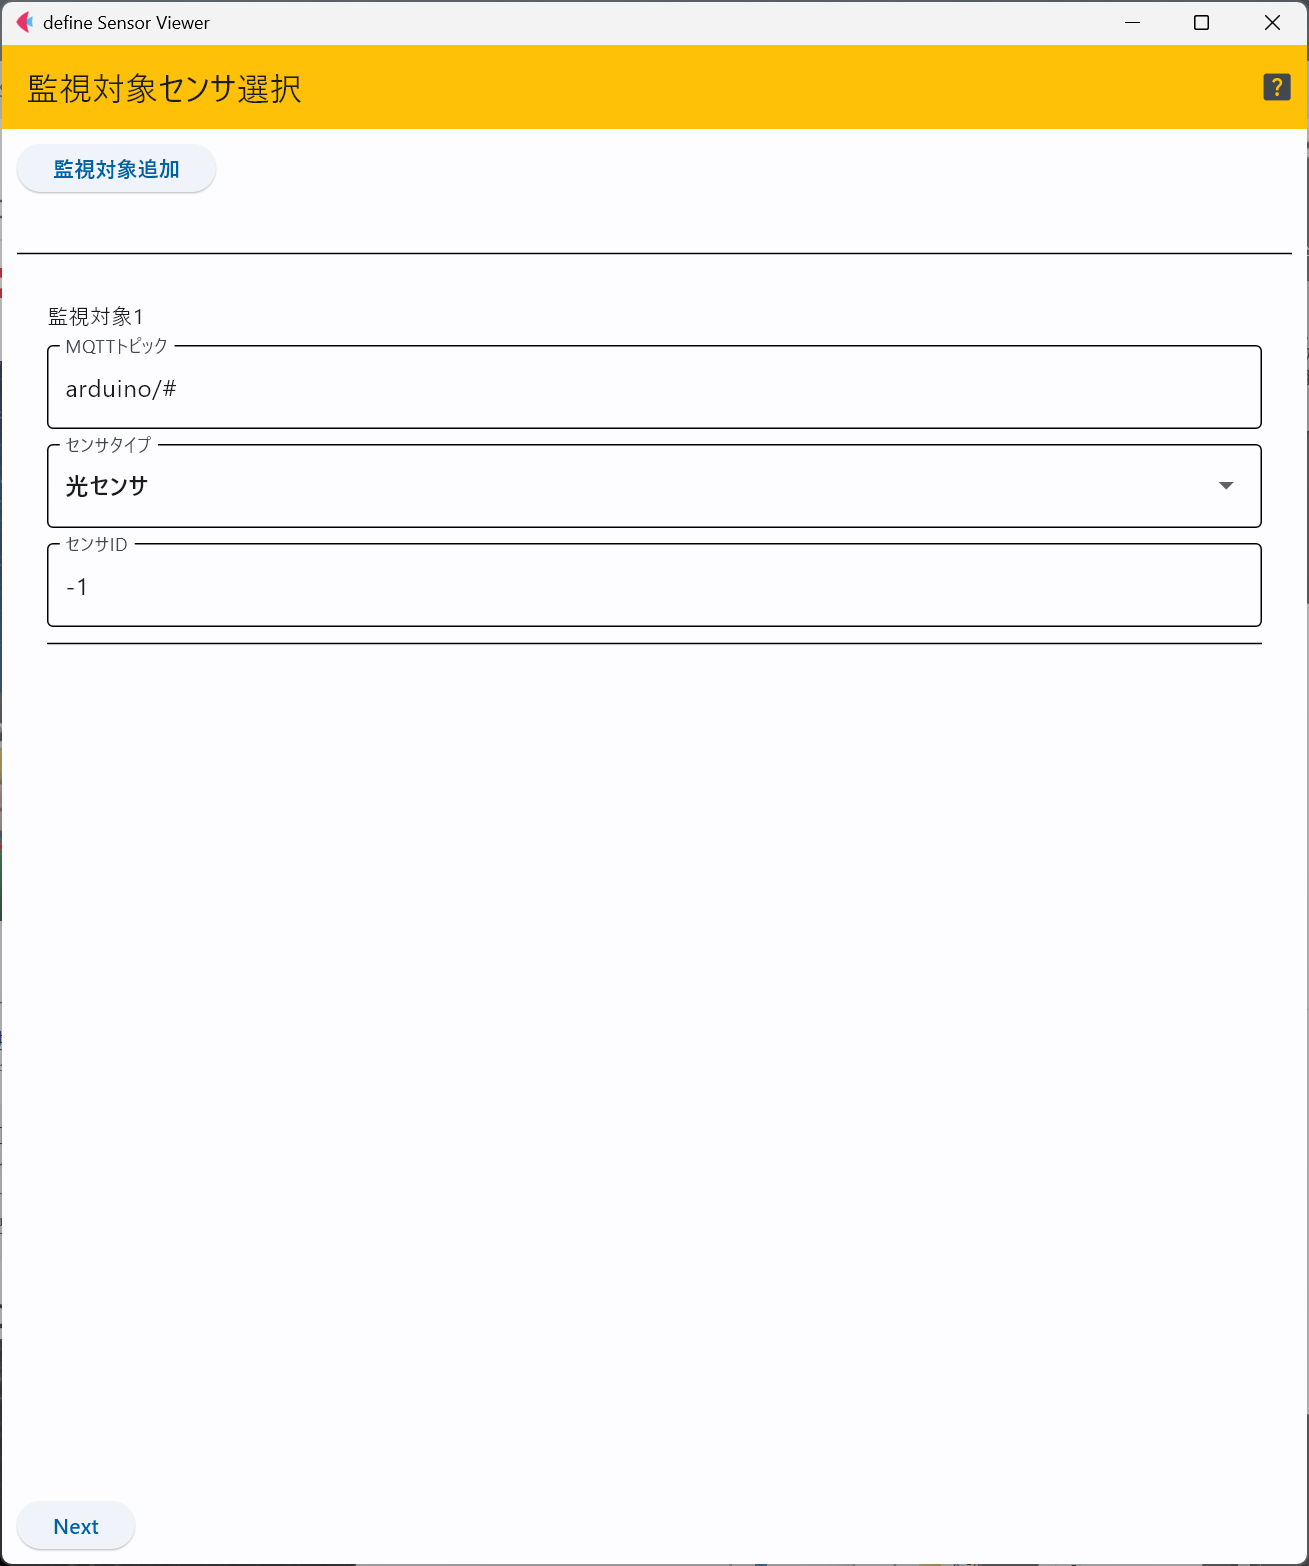 define Sensor Viewer
監視対象センサ選択
?
監視対象追加
監視対象1
MQTTトピック
arduino/#
センサタイプ
光センサ
センサID
-1
Next